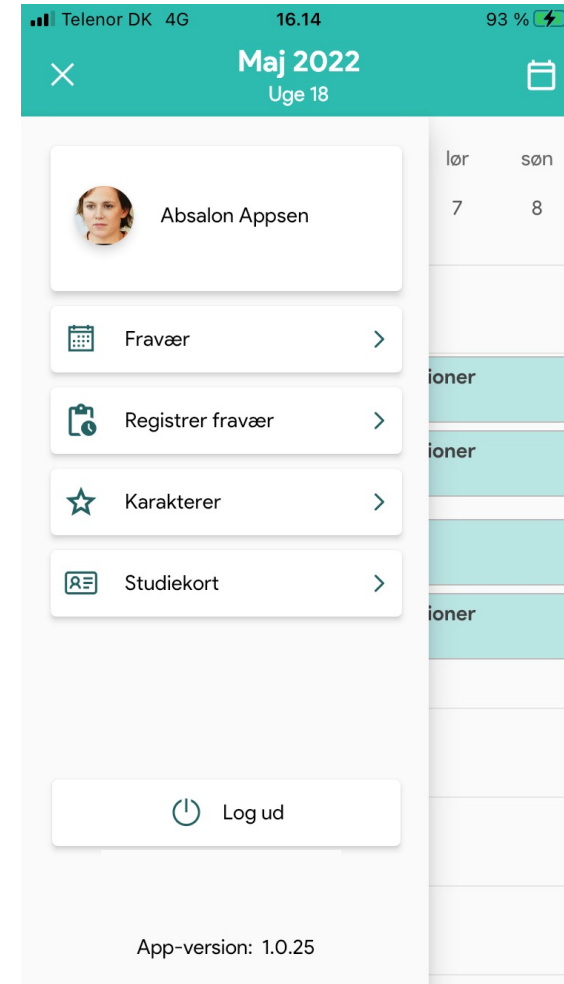 Telenor DK 4G 16.14 93 %
Maj 2022
Uge 18
lør søn
7 8
Absalon Appsen
Fravær
Registrer fravær
Karakterer
Studiekort
ioner
ioner
ioner
Log ud
App-version: 1.0.25